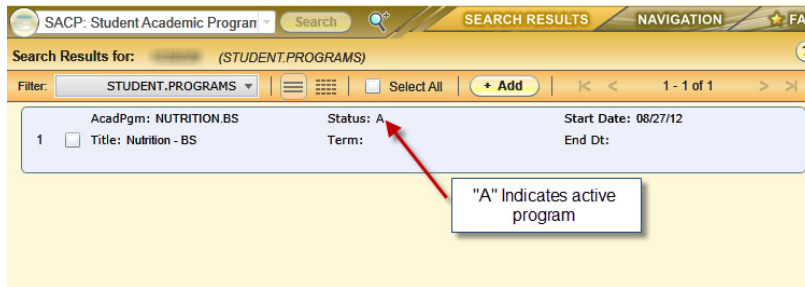 SACP: Student Academic Program Search SEARCH RESULTS NAVIGATION FA
Search Results for: (STUDENT.PROGRAMS) ?
Filter: STUDENT.PROGRAMS Select All + Add |< < 1 - 1 of 1 > >|
AcadPgm: NUTRITION.BS Status: A Start Date: 08/27/12
1 Title: Nutrition - BS Term: End Dt:
"A" Indicates active
program